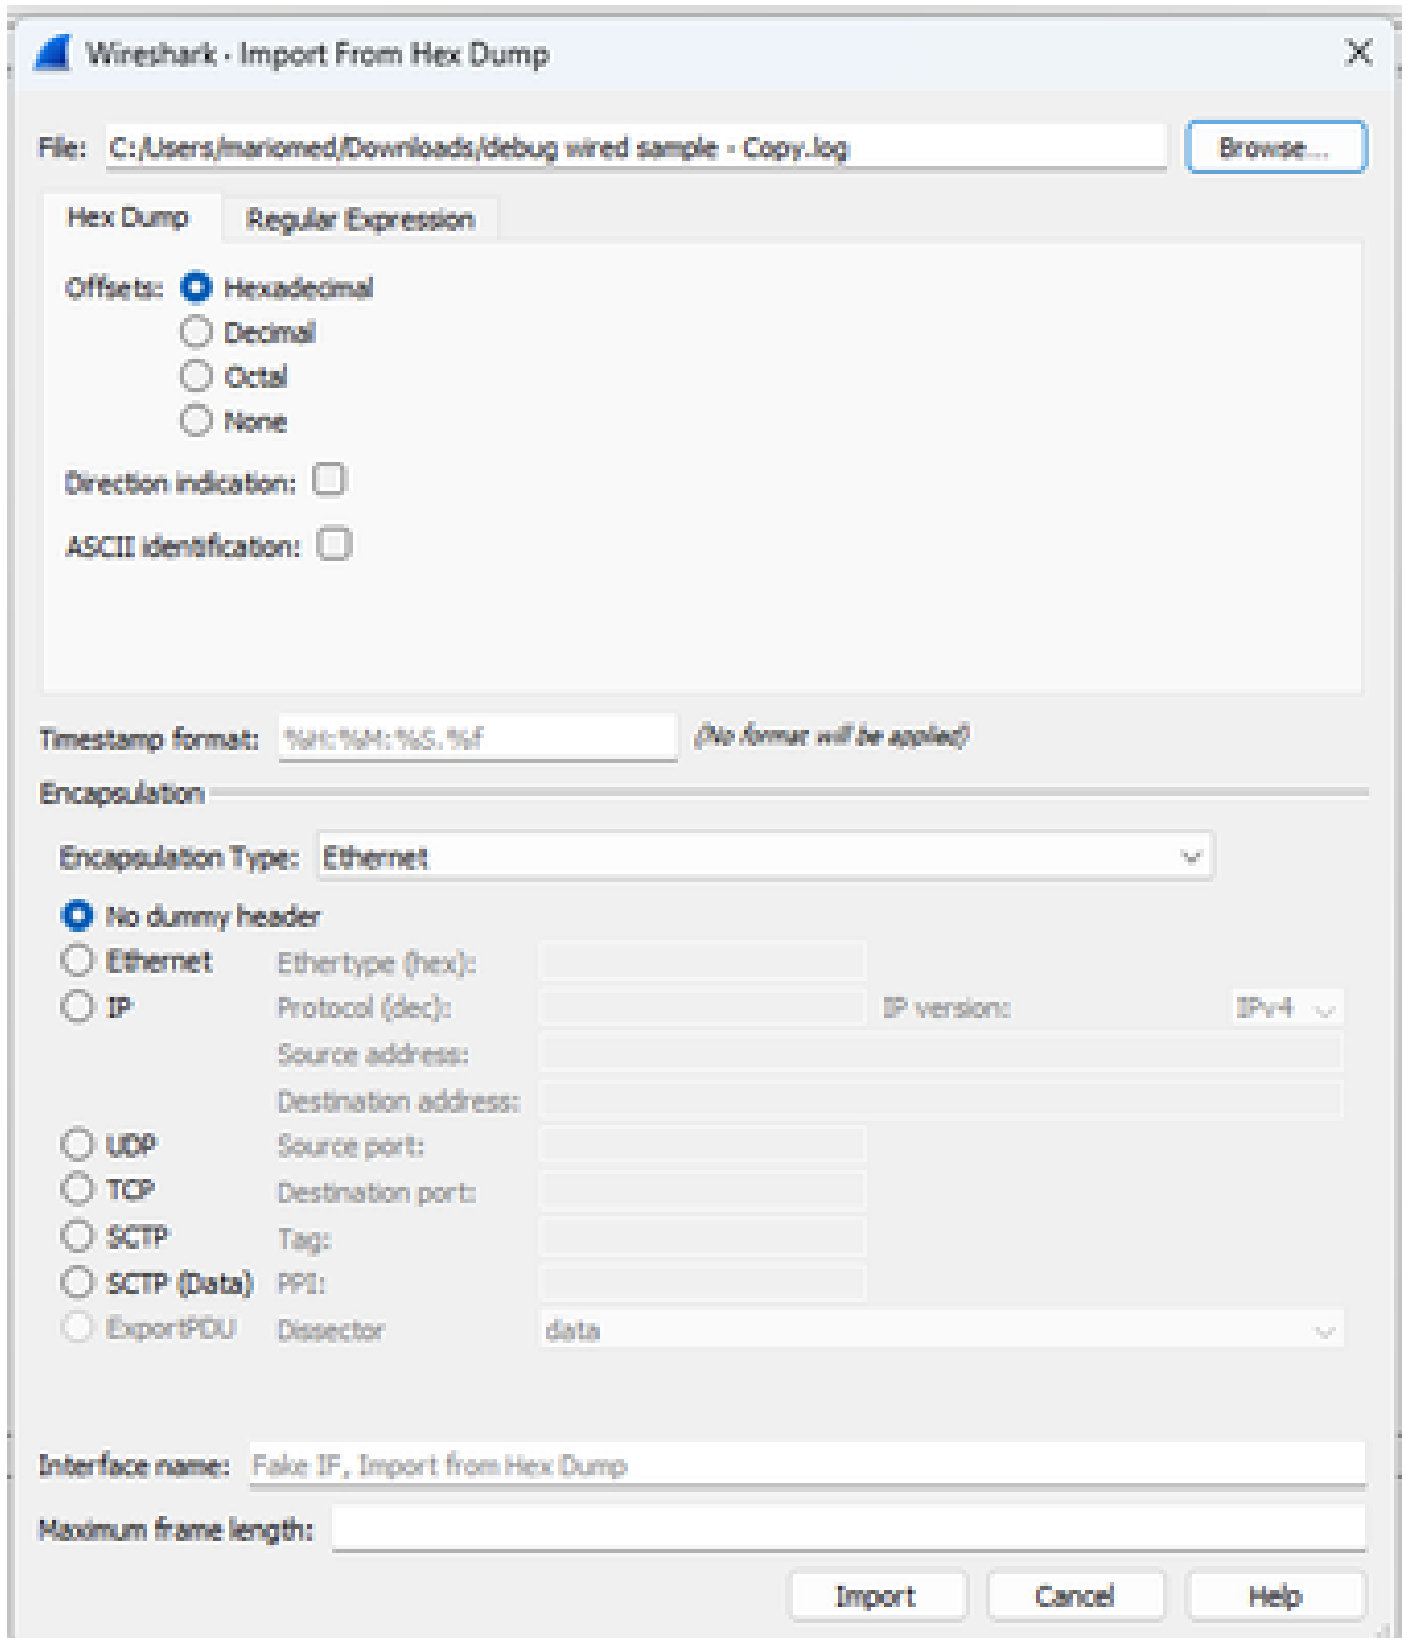 Wireshark · Import From Hex Dump
File: C:/Users/mariomed/Downloads/debug wired sample - Copy.log Browse...
Hex Dump Regular Expression
Offsets: Hexadecimal
Decimal
Octal
None
Direction indication:
ASCII identification:
Timestamp format: %H:%M:%S.%f (No format will be applied)
Encapsulation
Encapsulation Type: Ethernet
No dummy header
Ethernet Ethertype (hex):
IP Protocol (dec): IP version: IPv4
Source address:
Destination address:
UDP Source port:
TCP Destination port:
SCTP Tag:
SCTP (Data) PPI:
ExportPDU Dissector data
Interface name: Fake IF, Import from Hex Dump
Maximum frame length:
Import Cancel Help